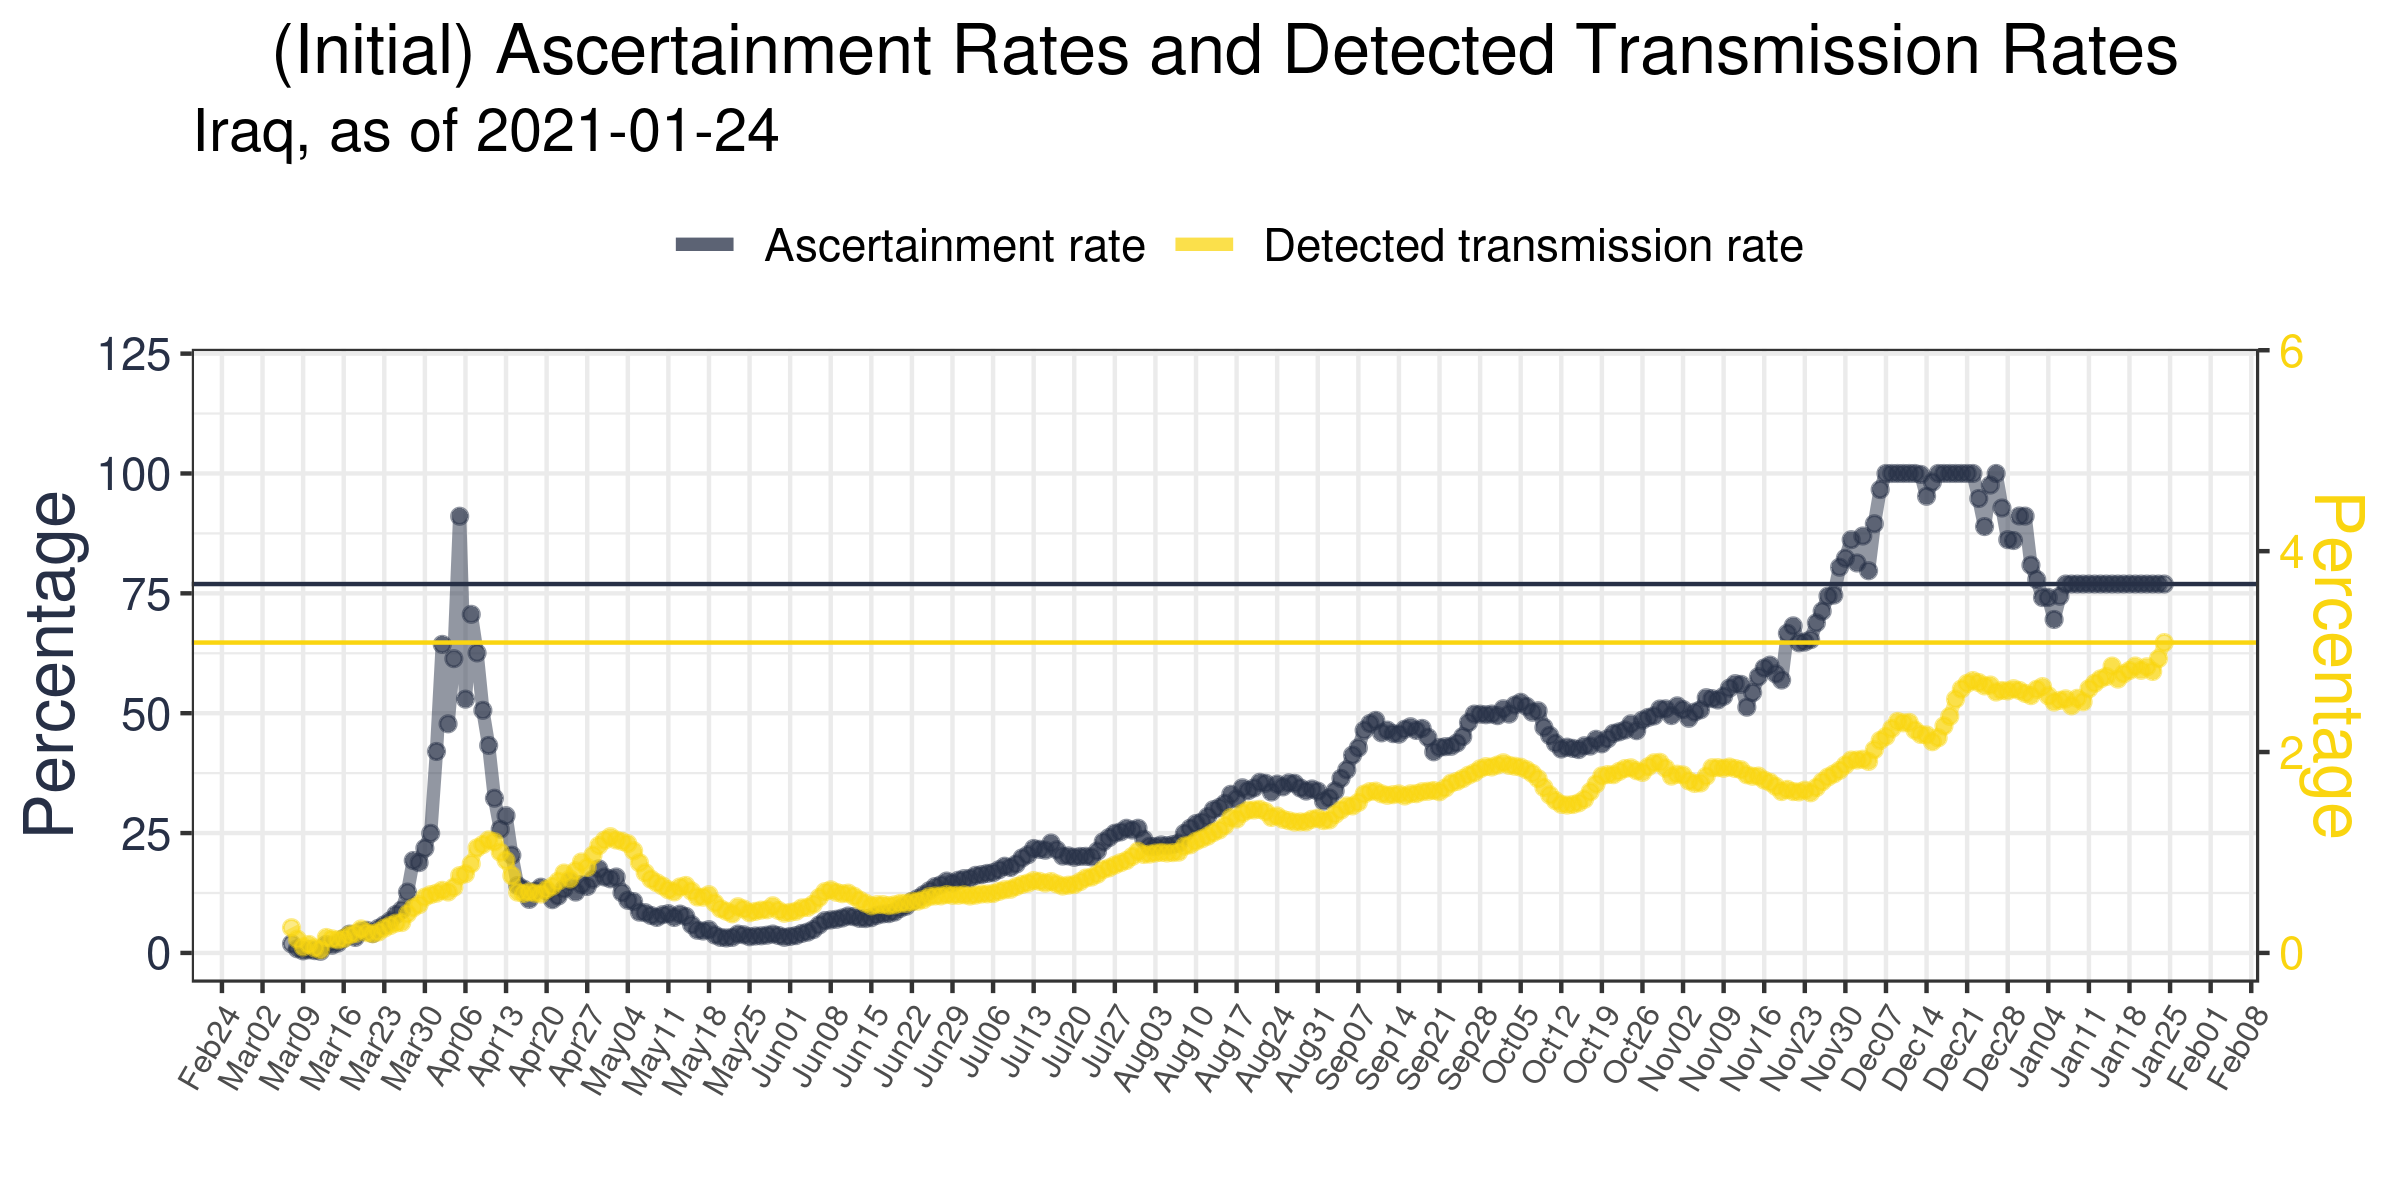 (Initial) Ascertainment Rates and Detected Transmission Rates
Iraq, as of 2021-01-24
Ascertainment rate
Detected transmission rate
125
100
75
50
25
0
Percentage
6
4
2
0
Percentage
Feb24
Mar02
Mar09
Mar16
Mar23
Mar30
Apr06
Apr13
Apr20
Apr27
May04
May11
May18
May25
Jun01
Jun08
Jun15
Jun22
Jun29
Jul06
Jul13
Jul20
Jul27
Aug03
Aug10
Aug17
Aug24
Aug31
Sep07
Sep14
Sep21
Sep28
Oct05
Oct12
Oct19
Oct26
Nov02
Nov09
Nov16
Nov23
Nov30
Dec07
Dec14
Dec21
Dec28
Jan04
Jan11
Jan18
Jan25
Feb01
Feb08